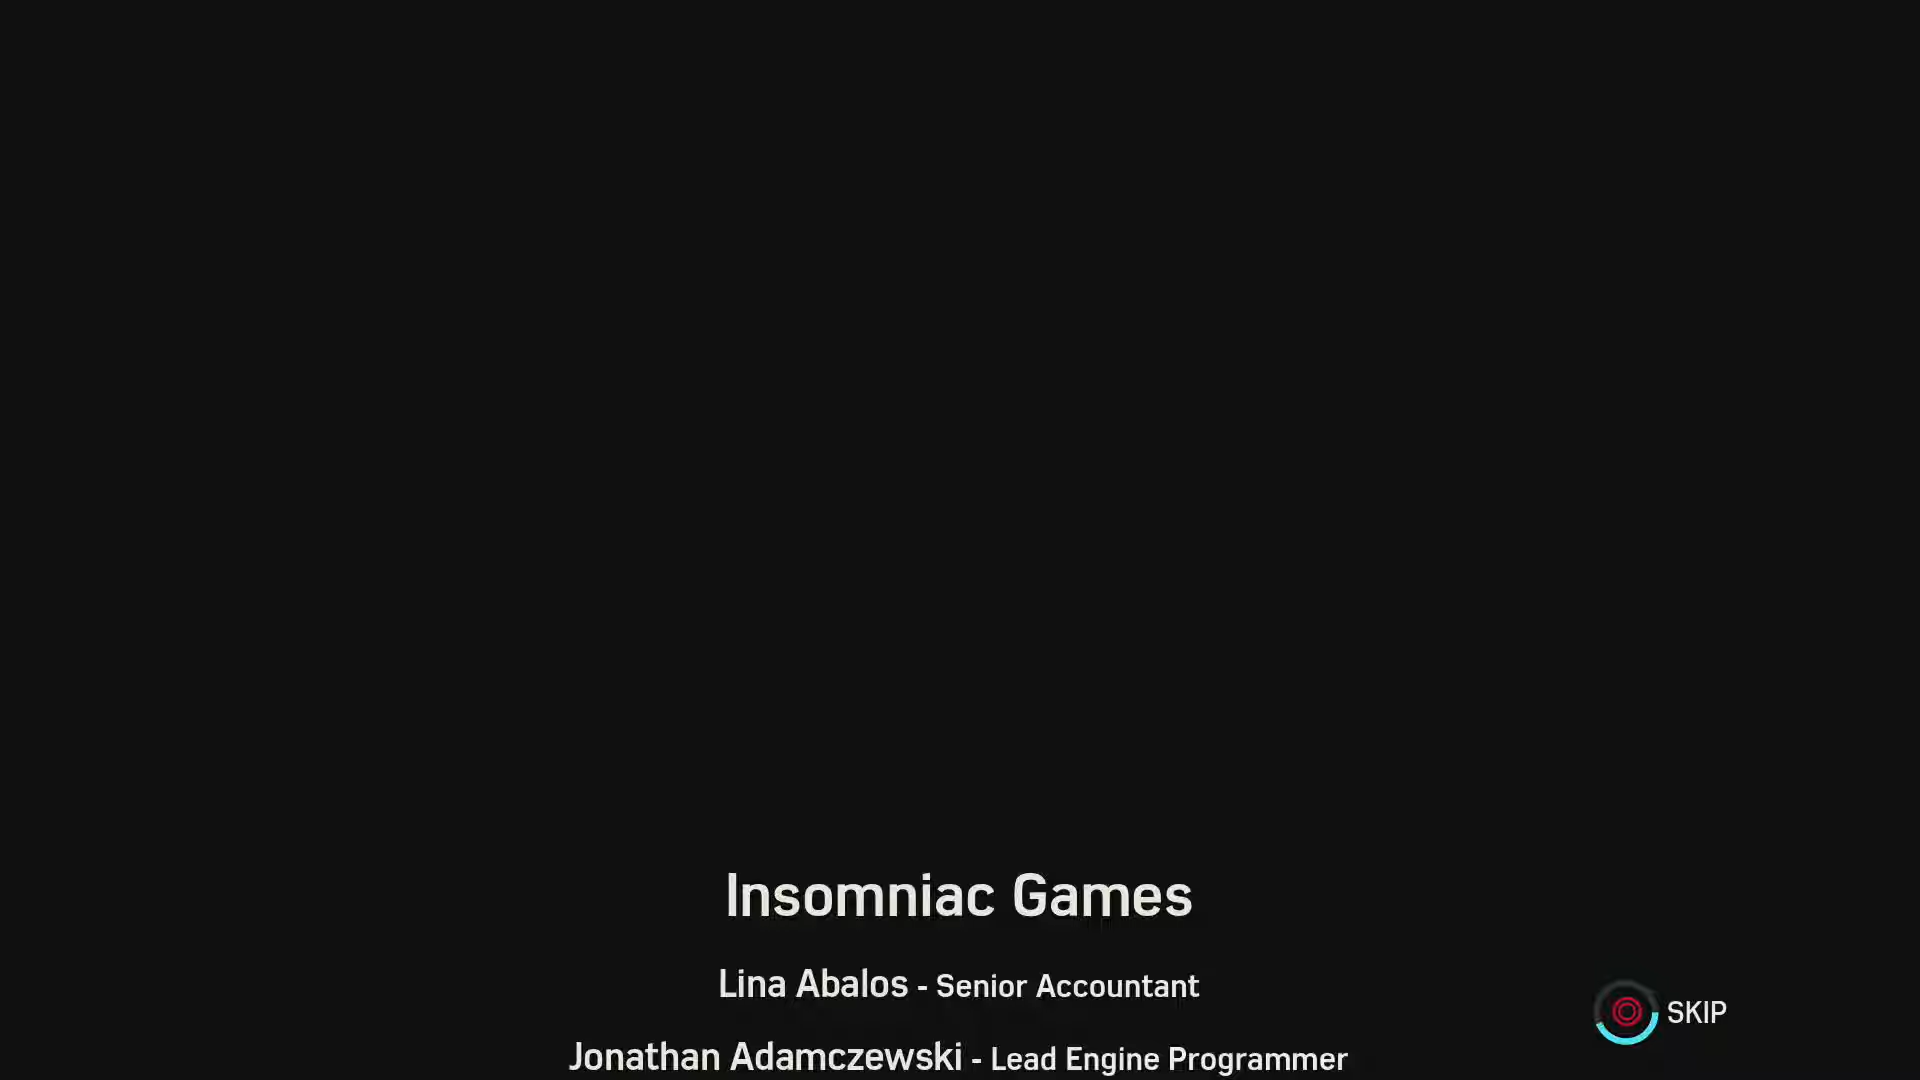 Insomniac Games
Lina Abalos - Senior Accountant
SKIP
Jonathan Adamczewski - Lead Engine Programmer